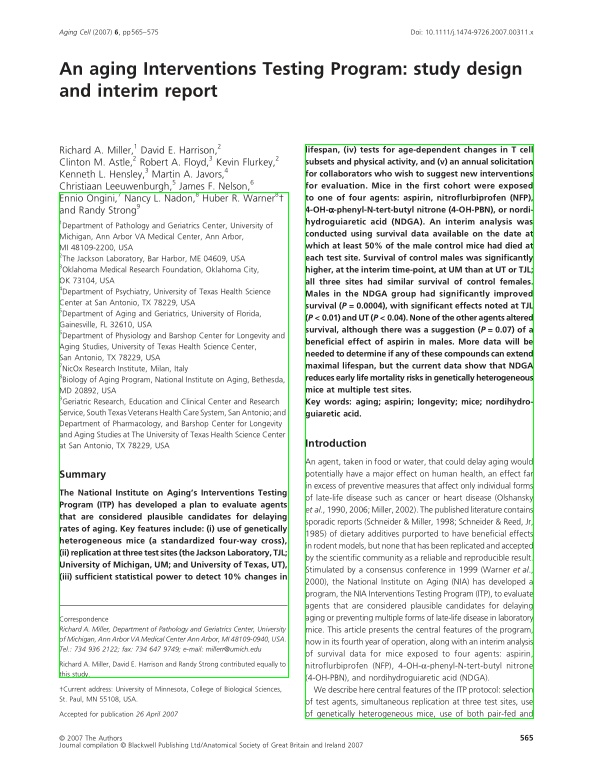 Aging Cell (2007) 6, pp565–575
Doi: 10.1111/j.1474-9726.2007.00311.x
An aging Interventions Testing Program: study design
and interim report
Richard A. Miller,1 David E. Harrison,2
Clinton M. Astle,2 Robert A. Floyd,3 Kevin Flurkey,2
Kenneth L. Hensley,3 Martin A. Javors,4
Christiaan Leeuwenburgh,5 James F. Nelson,6
Ennio Ongini,7 Nancy L. Nadon,8 Huber R. Warner8†
and Randy Strong9
1Department of Pathology and Geriatrics Center, University of
Michigan, Ann Arbor VA Medical Center, Ann Arbor,
MI 48109-2200, USA
2The Jackson Laboratory, Bar Harbor, ME 04609, USA
3Oklahoma Medical Research Foundation, Oklahoma City,
OK 73104, USA
4Department of Psychiatry, University of Texas Health Science
Center at San Antonio, TX 78229, USA
5Department of Aging and Geriatrics, University of Florida,
Gainesville, FL 32610, USA
6Department of Physiology and Barshop Center for Longevity and
Aging Studies, University of Texas Health Science Center,
San Antonio, TX 78229, USA
7NicOx Research Institute, Milan, Italy
8Biology of Aging Program, National Institute on Aging, Bethesda,
MD 20892, USA
9Geriatric Research, Education and Clinical Center and Research
Service, South Texas Veterans Health Care System, San Antonio; and
Department of Pharmacology, and Barshop Center for Longevity
and Aging Studies at The University of Texas Health Science Center
at San Antonio, TX 78229, USA
Summary
The National Institute on Aging's Interventions Testing
Program (ITP) has developed a plan to evaluate agents
that are considered plausible candidates for delaying
rates of aging. Key features include: (i) use of genetically
heterogeneous mice (a standardized four-way cross),
(ii) replication at three test sites (the Jackson Laboratory, TJL;
University of Michigan, UM; and University of Texas, UT),
(iii) sufficient statistical power to detect 10% changes in
Correspondence
Richard A. Miller, Department of Pathology and Geriatrics Center, University
of Michigan, Ann Arbor VA Medical Center Ann Arbor, MI 48109-0940, USA.
Tel.: 734 936 2122; fax: 734 647 9749; e-mail: millerr@umich.edu
Richard A. Miller, David E. Harrison and Randy Strong contributed equally to
this study.
†Current address: University of Minnesota, College of Biological Sciences,
St. Paul, MN 55108, USA.
Accepted for publication 26 April 2007
lifespan, (iv) tests for age-dependent changes in T cell
subsets and physical activity, and (v) an annual solicitation
for collaborators who wish to suggest new interventions
for evaluation. Mice in the first cohort were exposed
to one of four agents: aspirin, nitroflurbiprofen (NFP),
4-OH-α-phenyl-N-tert-butyl nitrone (4-OH-PBN), or nordi-
hydroguaiaretic acid (NDGA). An interim analysis was
conducted using survival data available on the date at
which at least 50% of the male control mice had died at
each test site. Survival of control males was significantly
higher, at the interim time-point, at UM than at UT or TJL;
all three sites had similar survival of control females.
Males in the NDGA group had significantly improved
survival (P = 0.0004), with significant effects noted at TJL
(P < 0.01) and UT (P < 0.04). None of the other agents altered
survival, although there was a suggestion (P = 0.07) of a
beneficial effect of aspirin in males. More data will be
needed to determine if any of these compounds can extend
maximal lifespan, but the current data show that NDGA
reduces early life mortality risks in genetically heterogeneous
mice at multiple test sites.
Key words: aging; aspirin; longevity; mice; nordihydro-
guiaretic acid.
Introduction
An agent, taken in food or water, that could delay aging would
potentially have a major effect on human health, an effect far
in excess of preventive measures that affect only individual forms
of late-life disease such as cancer or heart disease (Olshansky
et al., 1990, 2006; Miller, 2002). The published literature contains
sporadic reports (Schneider & Miller, 1998; Schneider & Reed, Jr,
1985) of dietary additives purported to have beneficial effects
in rodent models, but none that has been replicated and accepted
by the scientific community as a reliable and reproducible result.
Stimulated by a consensus conference in 1999 (Warner et al.,
2000), the National Institute on Aging (NIA) has developed a
program, the NIA Interventions Testing Program (ITP), to evaluate
agents that are considered plausible candidates for delaying
aging or preventing multiple forms of late-life disease in laboratory
mice. This article presents the central features of the program,
now in its fourth year of operation, along with an interim analysis
of survival data for mice exposed to four agents: aspirin,
nitroflurbiprofen (NFP), 4-OH-α-phenyl-N-tert-butyl nitrone
(4-OH-PBN), and nordihydroguiaretic acid (NDGA).
We describe here central features of the ITP protocol: selection
of test agents, simultaneous replication at three test sites, use
of genetically heterogeneous mice, use of both pair-fed and
© 2007 The Authors
Journal compilation © Blackwell Publishing Ltd/Anatomical Society of Great Britain and Ireland 2007
565